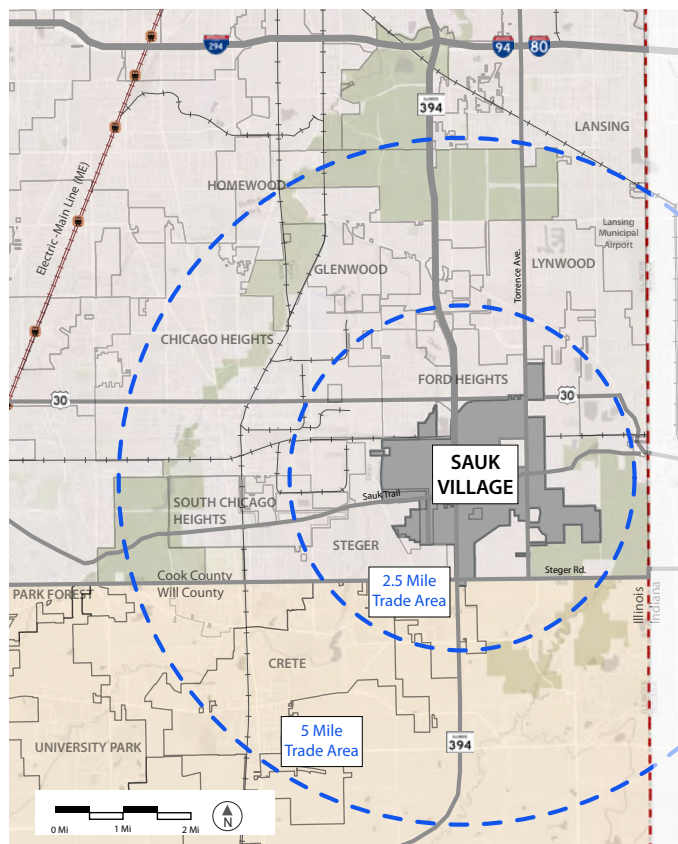 294
94
80
ILLINOIS
394
LANSING
Electric -Main Line (ME)
HOMEWOOD
Lansing
Municipal
Airport
GLENWOOD
Torrence Ave.
LYNWOOD
CHICAGO HEIGHTS
FORD HEIGHTS
30
30
SAUK
VILLAGE
Sauk Trail
SOUTH CHICAGO
HEIGHTS
STEGER
Steger Rd.
Cook County
Will County
PARK FOREST
2.5 Mile
Trade Area
Illinois
Indiana
CRETE
5 Mile
Trade Area
UNIVERSITY PARK
ILLINOIS
394
0 Mi
1 Mi
2 Mi
N